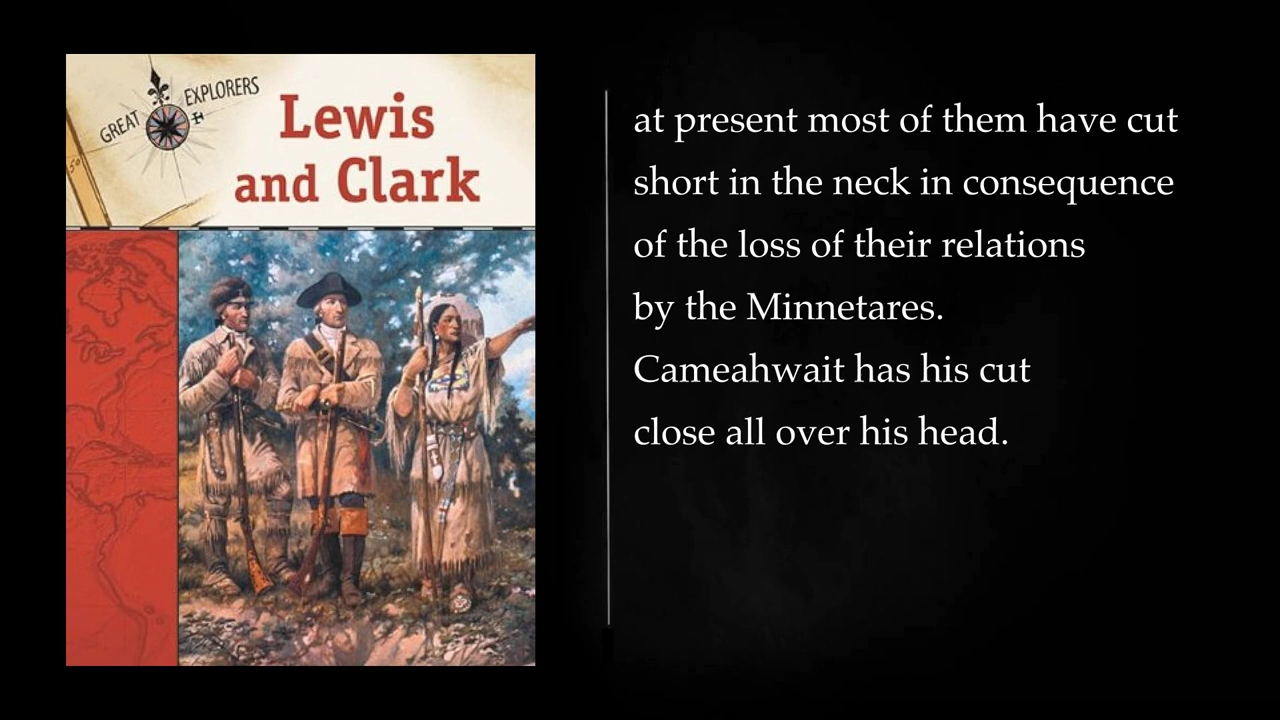 GREAT EXPLORERS
Lewis
and Clark
50
at present most of them have cut
short in the neck in consequence
of the loss of their relations
by the Minnetares.
Cameahwait has his cut
close all over his head.